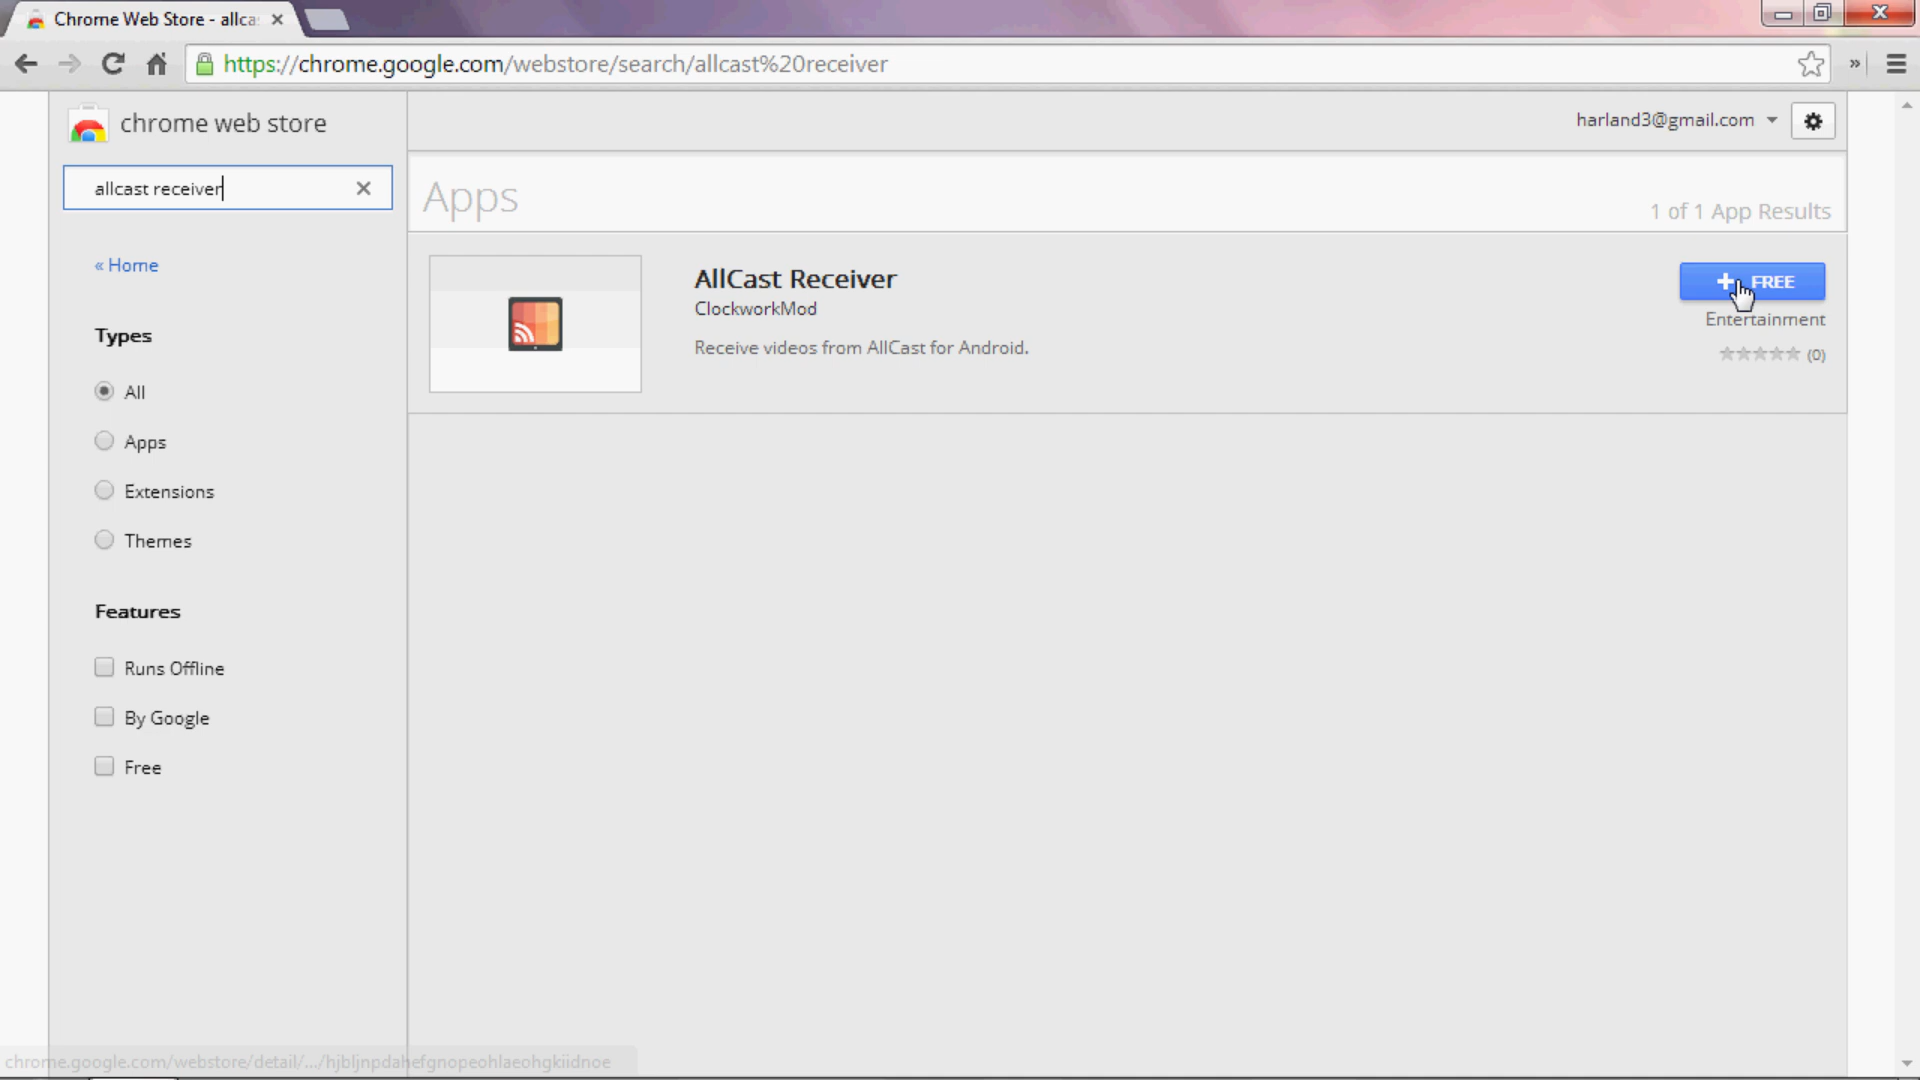 Chrome Web Store - allca
https://chrome.google.com/webstore/search/allcast%20receiver
chrome web store
harland3@gmail.com
allcast receiver
Apps
1 of 1 App Results
« Home
AllCast Receiver
FREE
ClockworkMod
Entertainment
Receive videos from AllCast for Android.
(0)
Types
All
Apps
Extensions
Themes
Features
Runs Offline
By Google
Free
chrome.google.com/webstore/detail/.../hjbljnpdahefgnopeohlaeohgkiidnoe